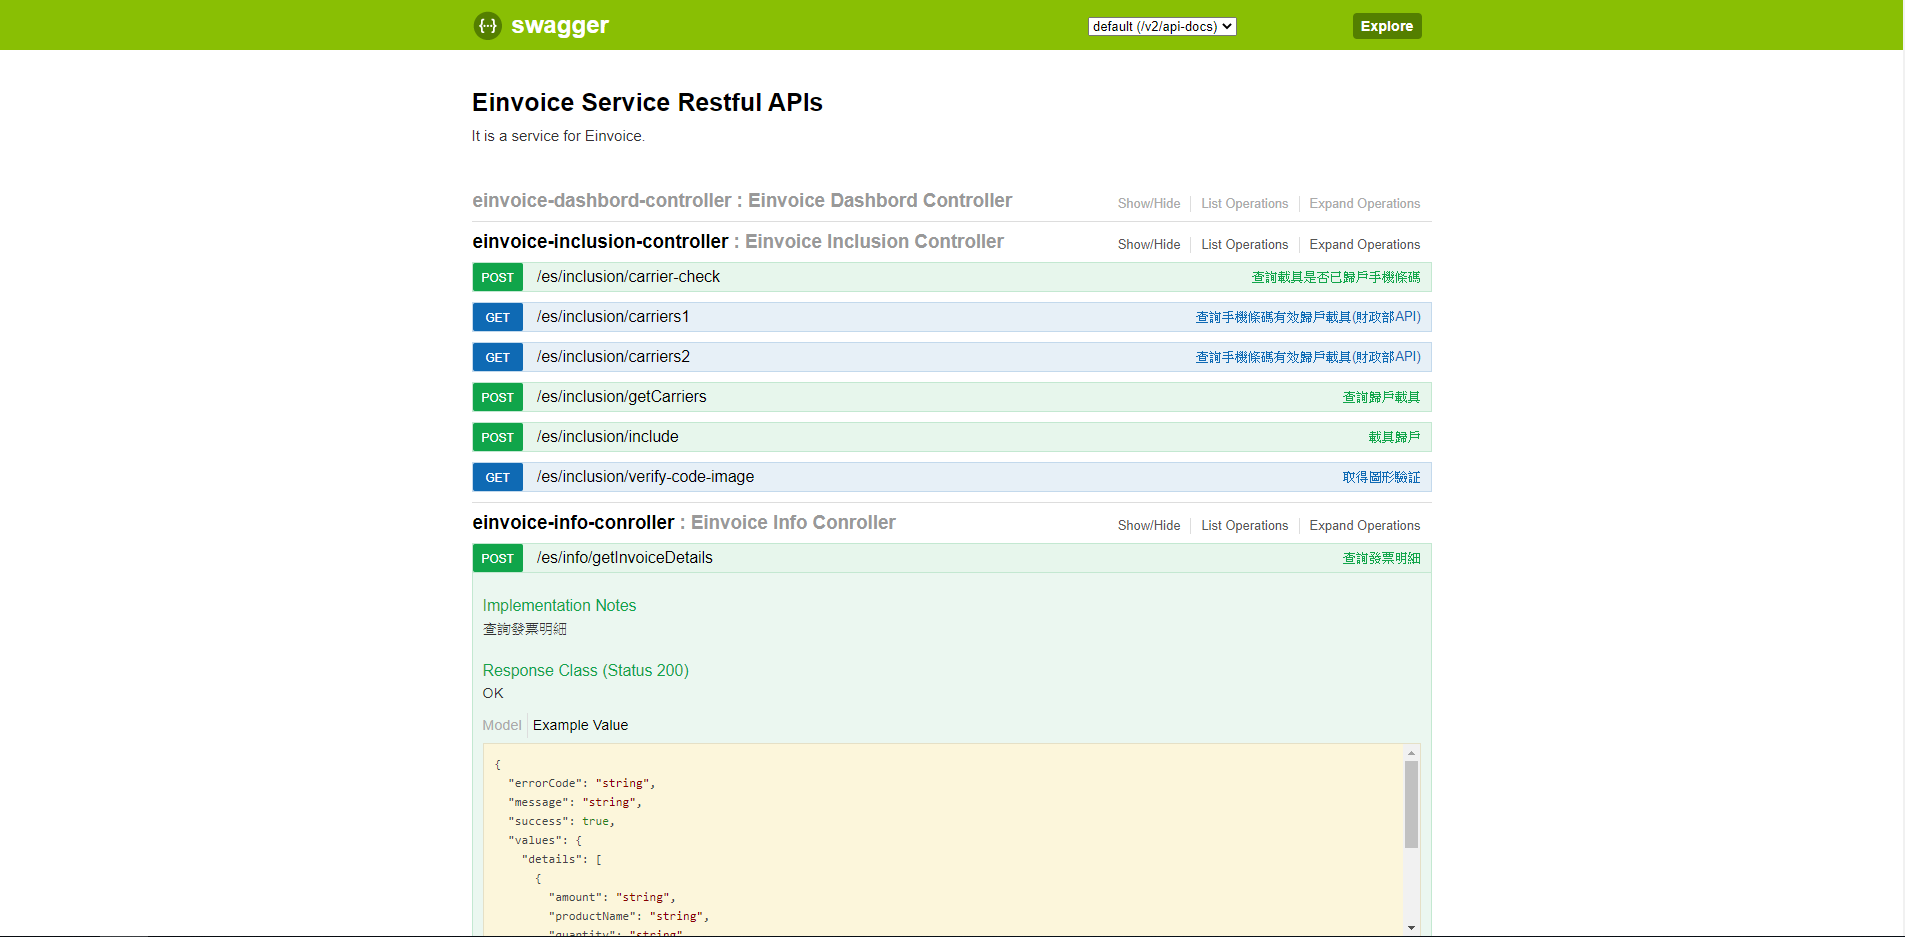 {···} swagger default (/v2/api-docs) Explore
Einvoice Service Restful APIs
It is a service for Einvoice.
einvoice-dashbord-controller : Einvoice Dashbord Controller Show/Hide List Operations Expand Operations
einvoice-inclusion-controller : Einvoice Inclusion Controller Show/Hide List Operations Expand Operations
POST /es/inclusion/carrier-check 查詢載具是否已歸戶手機條碼
GET /es/inclusion/carriers1 查詢手機條碼有效歸戶載具(財政部API)
GET /es/inclusion/carriers2 查詢手機條碼有效歸戶載具(財政部API)
POST /es/inclusion/getCarriers 查詢歸戶載具
POST /es/inclusion/include 載具歸戶
GET /es/inclusion/verify-code-image 取得圖形驗証
einvoice-info-conroller : Einvoice Info Conroller Show/Hide List Operations Expand Operations
POST /es/info/getInvoiceDetails 查詢發票明細
Implementation Notes
查詢發票明細
Response Class (Status 200)
OK
Model Example Value
{
"errorCode": "string",
"message": "string",
"success": true,
"values": {
"details": [
{
"amount": "string",
"productName": "string",
"quantity": "string"